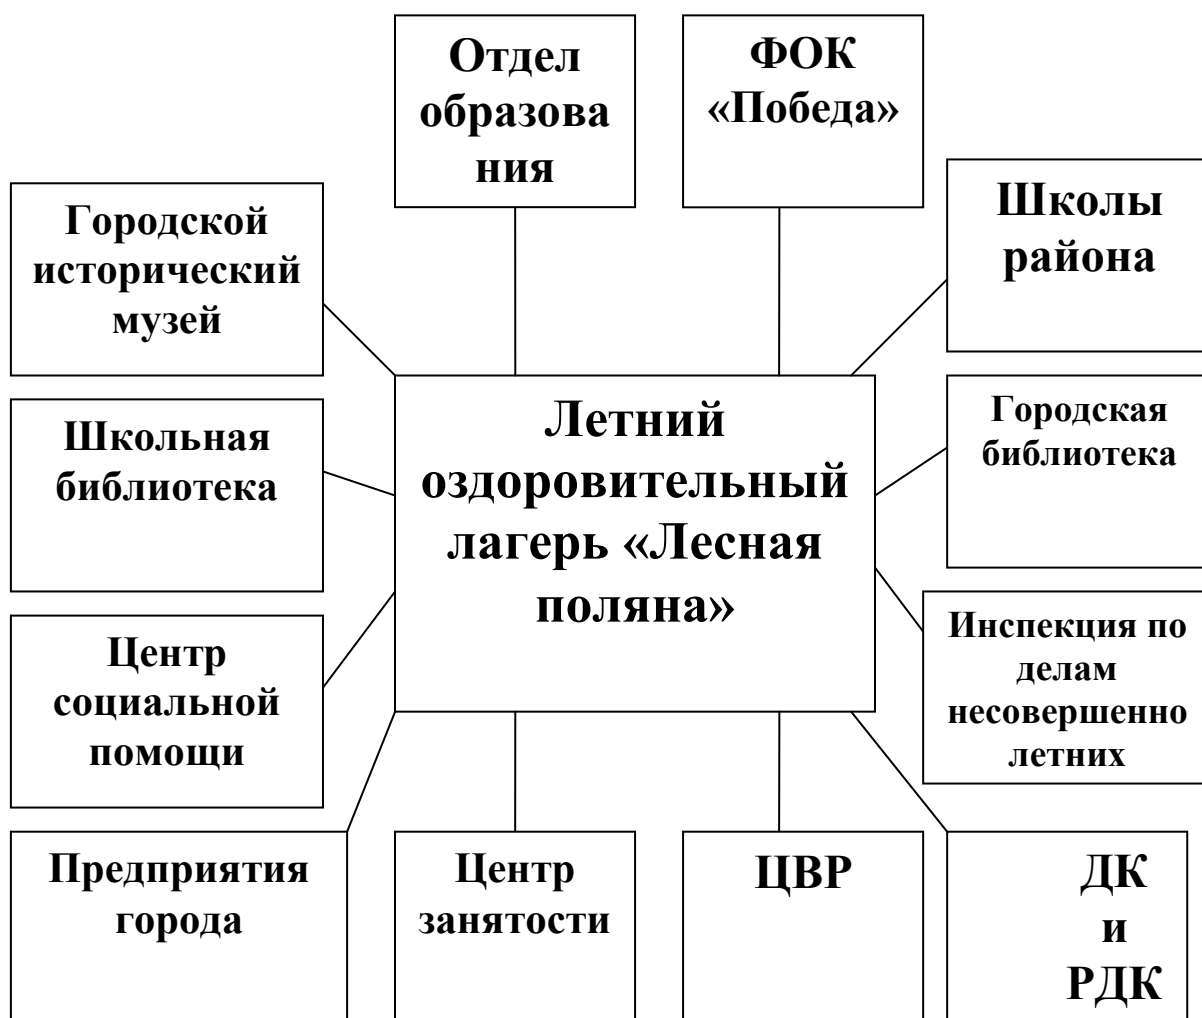 Отдел
образова
ния
ФОК
«Победа»
Школы
района
Городской
исторический
музей
Школьная
библиотека
Летний
оздоровительный
лагерь «Лесная
поляна»
Городская
библиотека
Центр
социальной
помощи
Инспекция по
делам
несовершенно
летних
Предприятия
города
Центр
занятости
ЦВР
ДК
и
РДК